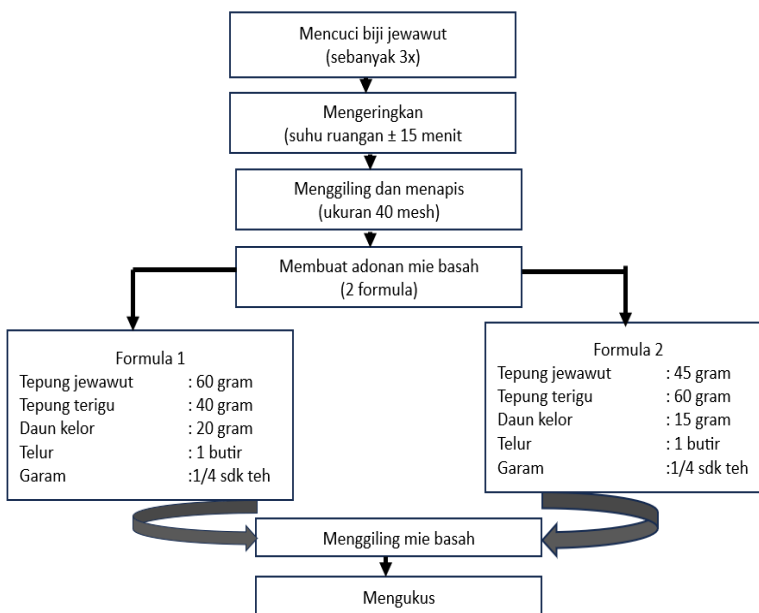 Mencuci biji jewawut
(sebanyak 3x)
Mengeringkan
(suhu ruangan ± 15 menit
Menggiling dan menapis
(ukuran 40 mesh)
Membuat adonan mie basah
(2 formula)
Formula 1
Tepung jewawut : 60 gram
Tepung terigu : 40 gram
Daun kelor : 20 gram
Telur : 1 butir
Garam :1/4 sdk teh
Formula 2
Tepung jewawut : 45 gram
Tepung terigu : 60 gram
Daun kelor : 15 gram
Telur : 1 butir
Garam :1/4 sdk teh
Menggiling mie basah
Mengukus